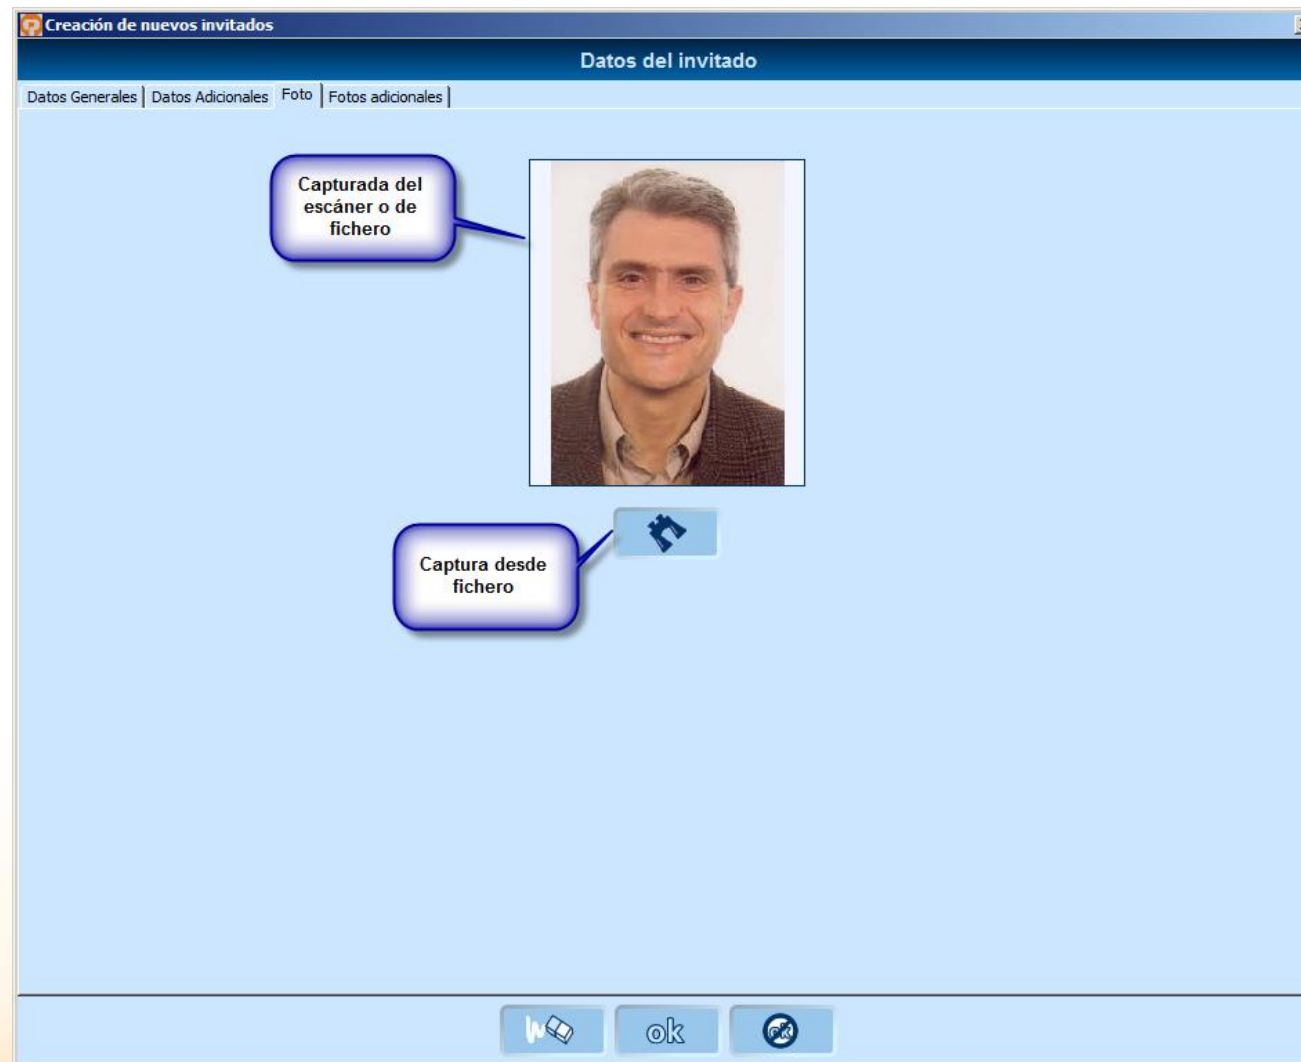 Creación de nuevos invitados
Datos del invitado
Datos Generales Datos Adicionales Foto Fotos adicionales
Capturada del
escáner o de
fichero
Captura desde
fichero
ok
ok